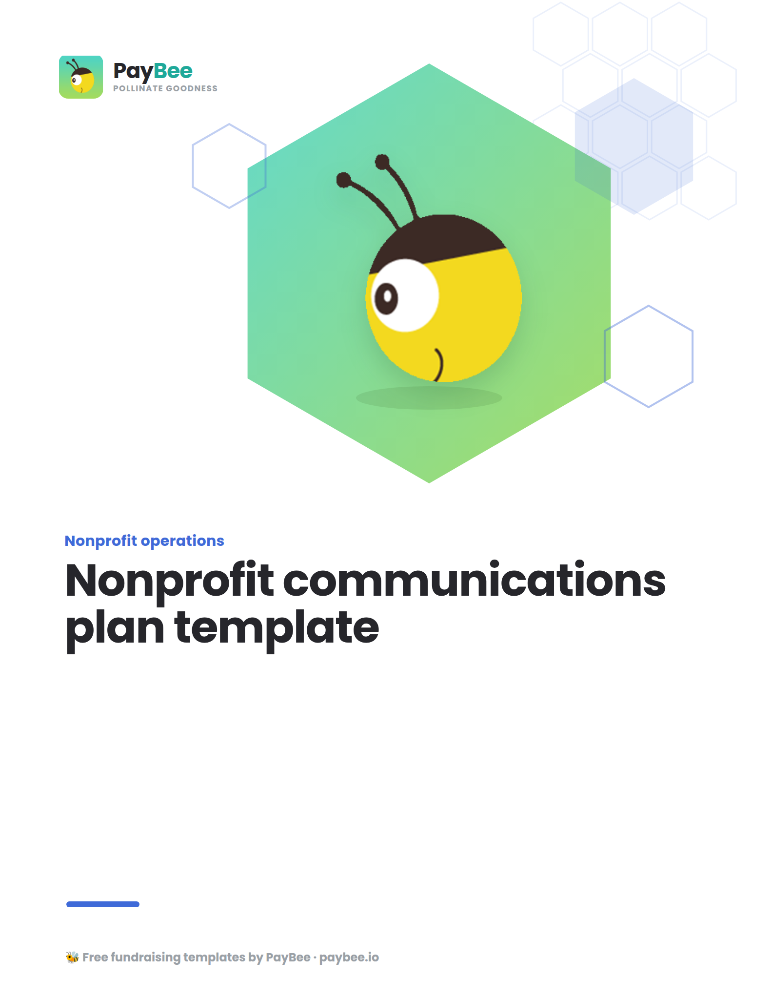 PayBee
POLLINATE GOODNESS
Nonprofit operations
Nonprofit communications
plan template
🐝 Free fundraising templates by PayBee · paybee.io